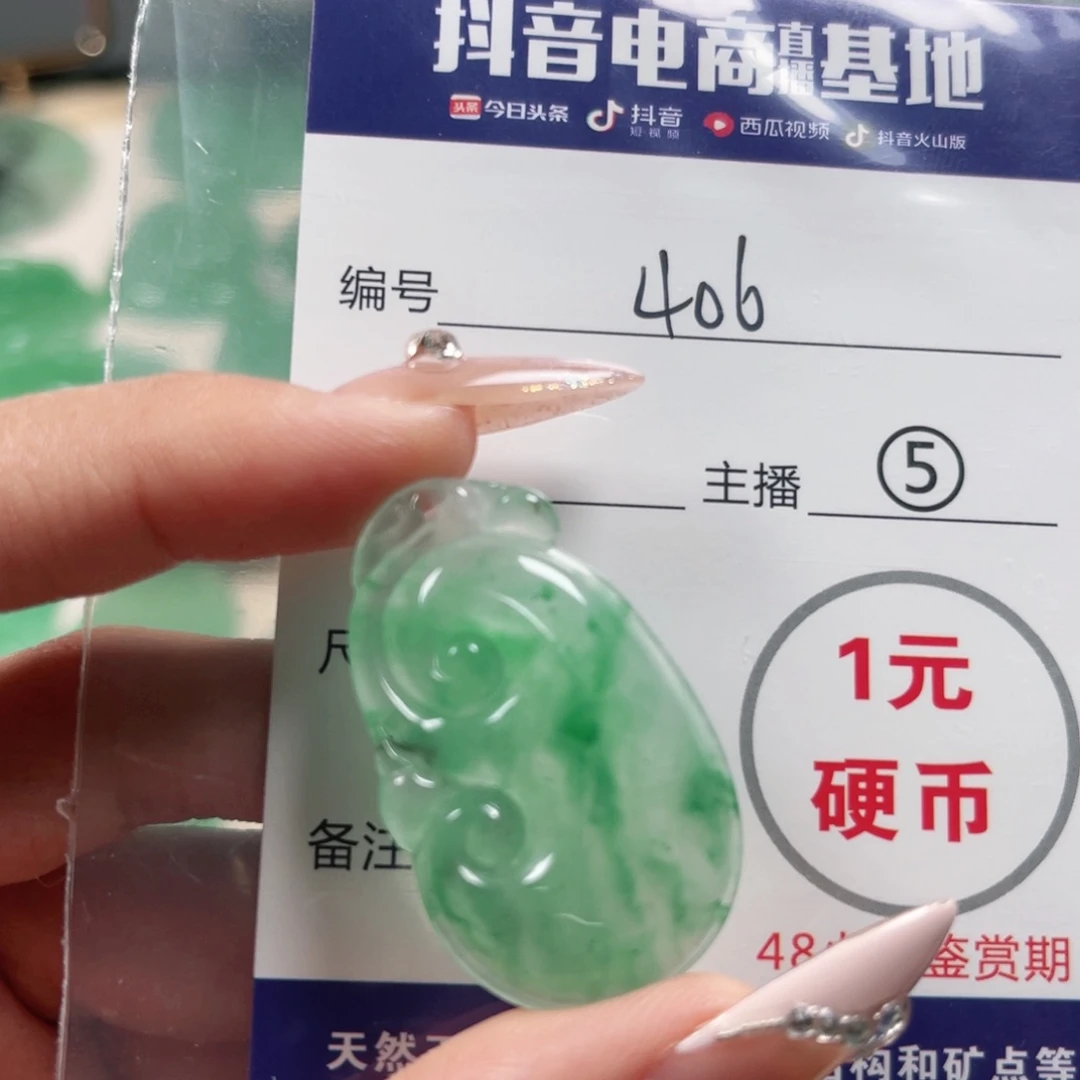 抖音电商直播基地
头条 今日头条 抖音短视频 西瓜视频 抖音火山版
编号 406
主播 ⑤
尺
1元
硬币
备注
48 鉴赏期
天然 结构和矿点等